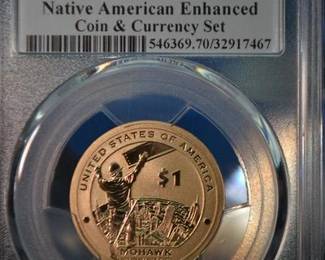 Native American Enhanced
Coin & Currency Set
546369.70/32917467
UNITED STATES OF AMERICA
$1
MOHAWK